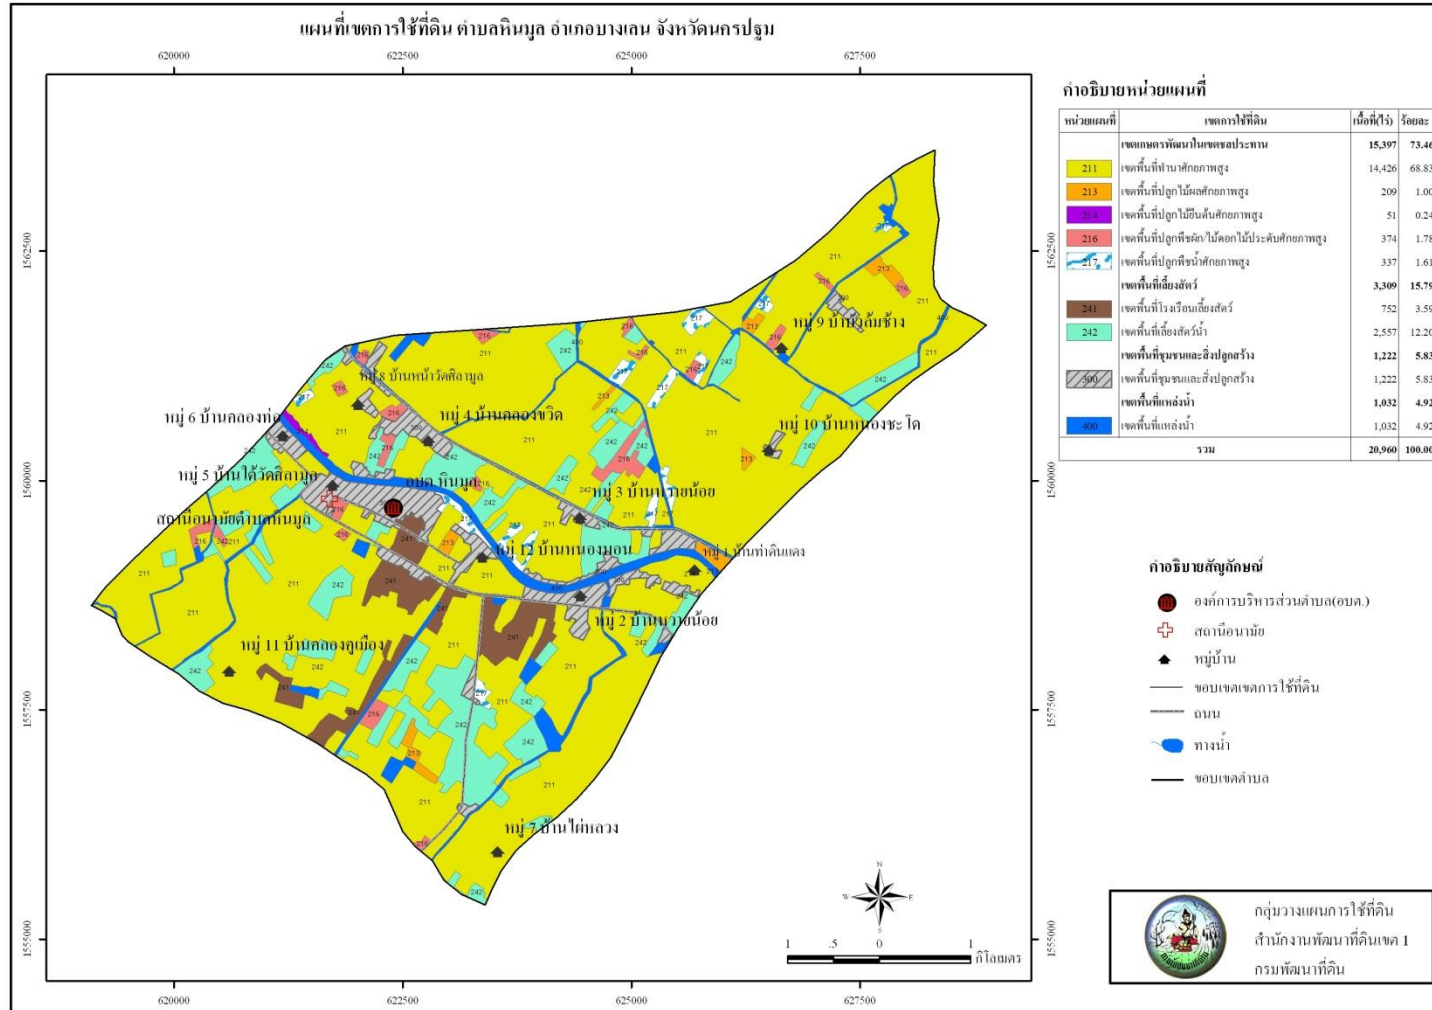 แผนที่เขตการใช้ที่ดิน ตำบลหินมูล อำเภอบางเลน จังหวัดนครปฐม
620000 622500 625000 627500
1562500 1562500
1560000 1560000
1557500 1557500
1555000 1555000
หมู่ 9 บ้านวัวล้มช้าง
หมู่ 8 บ้านหน้าวัดศิลามูล
หมู่ 6 บ้านคลองท่อ
หมู่ 4 บ้านคลองขวิด
หมู่ 10 บ้านหนองชะโด
หมู่ 5 บ้านใต้วัดศิลามูล
อบต.หินมูล
หมู่ 3 บ้านหวายน้อย
สถานีอนามัยตำบลหินมูล
หมู่ 12 บ้านหนองมอน
หมู่ 1 บ้านท่าดินแดง
หมู่ 2 บ้านหวายน้อย
หมู่ 11 บ้านคลองคูเมือง
หมู่ 7 บ้านไผ่หลวง
N
W E
S
1 .5 0 1
กิโลเมตร
620000 622500 625000 627500
คำอธิบายหน่วยแผนที่
หน่วยแผนที่ เขตการใช้ที่ดิน เนื้อที่(ไร่) ร้อยละ
เขตเกษตรพัฒนาในเขตชลประทาน 15,397 73.46
211 เขตพื้นที่ทำนาศักยภาพสูง 14,426 68.83
213 เขตพื้นที่ปลูกไม้ผลศักยภาพสูง 209 1.00
214 เขตพื้นที่ปลูกไม้ยืนต้นศักยภาพสูง 51 0.24
216 เขตพื้นที่ปลูกพืชผัก/ไม้ดอกไม้ประดับศักยภาพสูง 374 1.78
217 เขตพื้นที่ปลูกพืชน้ำศักยภาพสูง 337 1.61
เขตพื้นที่เลี้ยงสัตว์ 3,309 15.79
241 เขตพื้นที่โรงเรือนเลี้ยงสัตว์ 752 3.59
242 เขตพื้นที่เลี้ยงสัตว์น้ำ 2,557 12.20
เขตพื้นที่ชุมชนและสิ่งปลูกสร้าง 1,222 5.83
300 เขตพื้นที่ชุมชนและสิ่งปลูกสร้าง 1,222 5.83
เขตพื้นที่แหล่งน้ำ 1,032 4.92
400 เขตพื้นที่แหล่งน้ำ 1,032 4.92
รวม 20,960 100.00
คำอธิบายสัญลักษณ์
องค์การบริหารส่วนตำบล(อบต.)
สถานีอนามัย
หมู่บ้าน
ขอบเขตเขตการใช้ที่ดิน
ถนน
ทางน้ำ
ขอบเขตตำบล
กลุ่มวางแผนการใช้ที่ดิน
สำนักงานพัฒนาที่ดินเขต 1
กรมพัฒนาที่ดิน